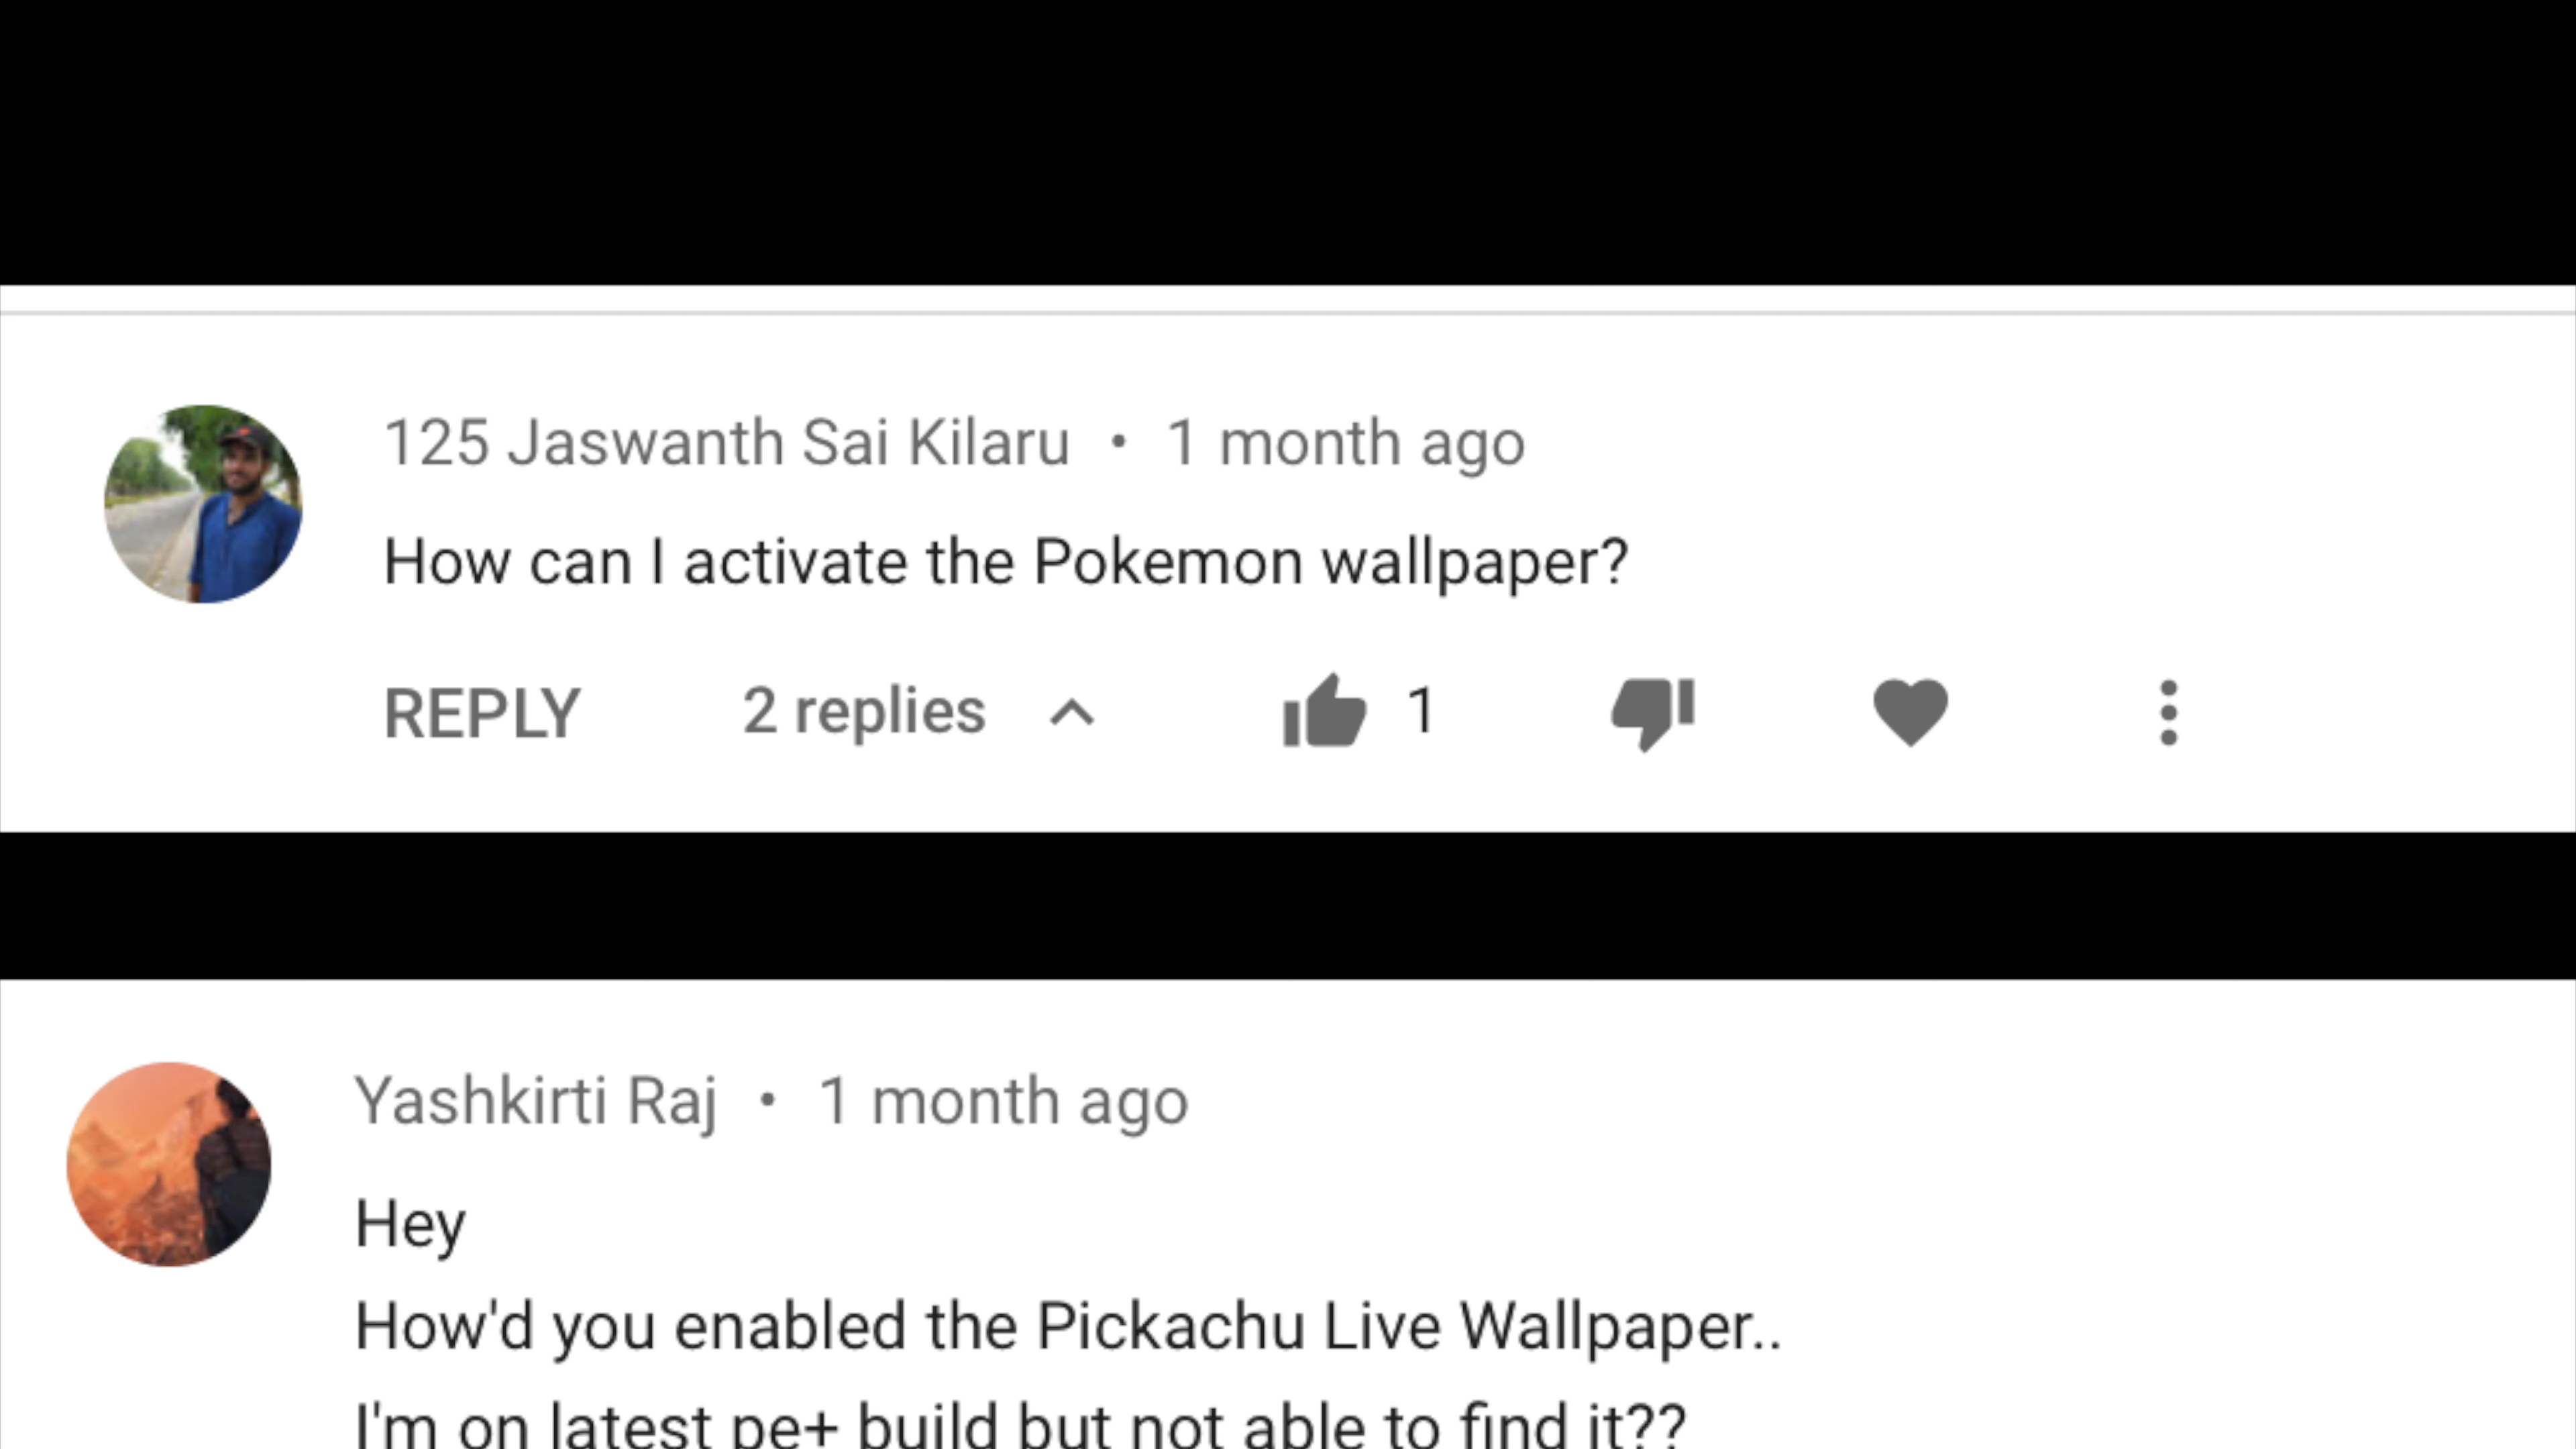 125 Jaswanth Sai Kilaru • 1 month ago
How can I activate the Pokemon wallpaper?
REPLY 2 replies 1
Yashkirti Raj • 1 month ago
Hey
How'd you enabled the Pickachu Live Wallpaper..
I'm on latest pe+ build but not able to find it??